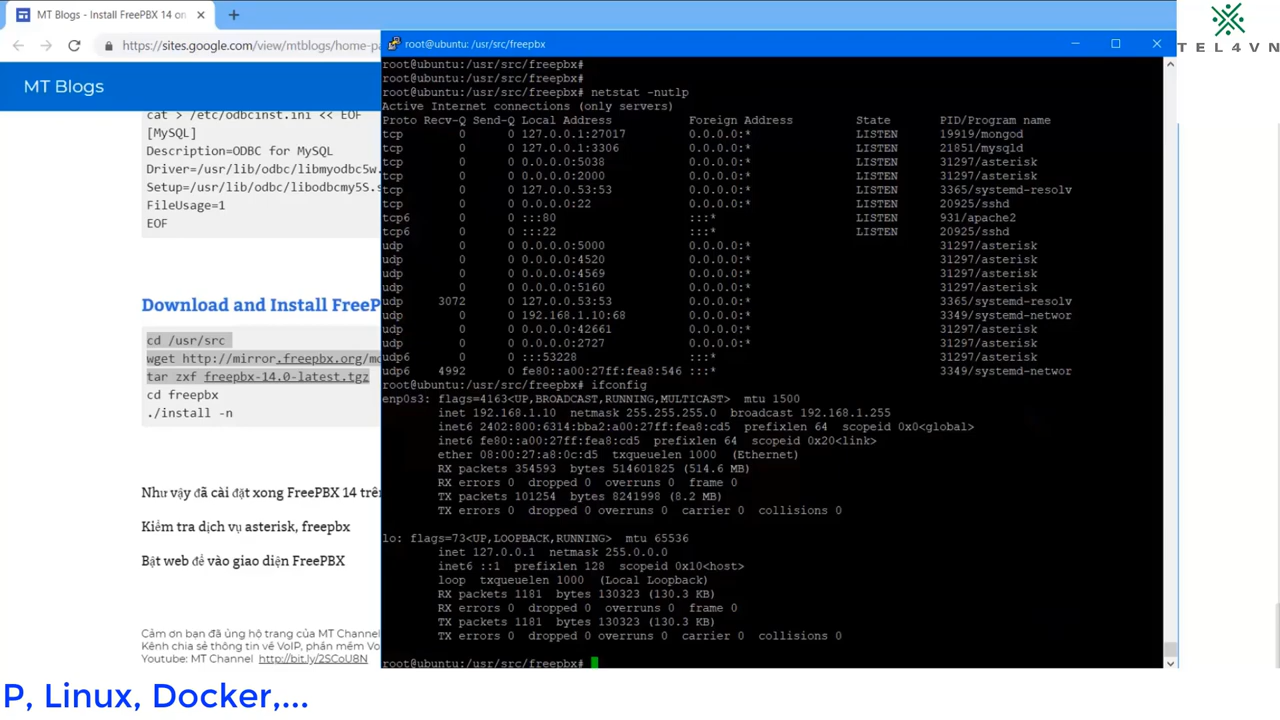 MT Blogs - Install FreePBX 14 on
https://sites.google.com/view/mtblogs/home-pa
MT Blogs
cat > /etc/odbcinst.ini << EOF
[MySQL]
Description=ODBC for MySQL
Driver=/usr/lib/odbc/libmyodbc5w.
Setup=/usr/lib/odbc/libodbcmy5S.s
FileUsage=1
EOF
Download and Install FreeP
cd /usr/src
wget http://mirror.freepbx.org/mo
tar zxf freepbx-14.0-latest.tgz
cd freepbx
./install -n
Như vậy đã cài đặt xong FreePBX 14 trên
Kiểm tra dịch vụ asterisk, freepbx
Bật web để vào giao diện FreePBX
Cảm ơn bạn đã ủng hộ trang của MT Channel
Kênh chia sẻ thông tin về VoIP, phần mềm Vo
Youtube: MT Channel http://bit.ly/2SCoU8N
root@ubuntu: /usr/src/freepbx
root@ubuntu:/usr/src/freepbx#
root@ubuntu:/usr/src/freepbx#
root@ubuntu:/usr/src/freepbx# netstat -nutlp
Active Internet connections (only servers)
Proto Recv-Q Send-Q Local Address Foreign Address State PID/Program name
tcp 0 0 127.0.0.1:27017 0.0.0.0:* LISTEN 19919/mongod
tcp 0 0 127.0.0.1:3306 0.0.0.0:* LISTEN 21851/mysqld
tcp 0 0 0.0.0.0:5038 0.0.0.0:* LISTEN 31297/asterisk
tcp 0 0 0.0.0.0:2000 0.0.0.0:* LISTEN 31297/asterisk
tcp 0 0 127.0.0.53:53 0.0.0.0:* LISTEN 3365/systemd-resolv
tcp 0 0 0.0.0.0:22 0.0.0.0:* LISTEN 20925/sshd
tcp6 0 0 :::80 :::* LISTEN 931/apache2
tcp6 0 0 :::22 :::* LISTEN 20925/sshd
udp 0 0 0.0.0.0:5000 0.0.0.0:* 31297/asterisk
udp 0 0 0.0.0.0:4520 0.0.0.0:* 31297/asterisk
udp 0 0 0.0.0.0:4569 0.0.0.0:* 31297/asterisk
udp 0 0 0.0.0.0:5160 0.0.0.0:* 31297/asterisk
udp 3072 0 127.0.0.53:53 0.0.0.0:* 3365/systemd-resolv
udp 0 0 192.168.1.10:68 0.0.0.0:* 3349/systemd-networ
udp 0 0 0.0.0.0:42661 0.0.0.0:* 31297/asterisk
udp 0 0 0.0.0.0:2727 0.0.0.0:* 31297/asterisk
udp6 0 0 :::53228 :::* 31297/asterisk
udp6 4992 0 fe80::a00:27ff:fea8:546 :::* 3349/systemd-networ
root@ubuntu:/usr/src/freepbx# ifconfig
enp0s3: flags=4163<UP,BROADCAST,RUNNING,MULTICAST> mtu 1500
inet 192.168.1.10 netmask 255.255.255.0 broadcast 192.168.1.255
inet6 2402:800:6314:bba2:a00:27ff:fea8:cd5 prefixlen 64 scopeid 0x0<global>
inet6 fe80::a00:27ff:fea8:cd5 prefixlen 64 scopeid 0x20<link>
ether 08:00:27:a8:0c:d5 txqueuelen 1000 (Ethernet)
RX packets 354593 bytes 514601825 (514.6 MB)
RX errors 0 dropped 0 overruns 0 frame 0
TX packets 101254 bytes 8241998 (8.2 MB)
TX errors 0 dropped 0 overruns 0 carrier 0 collisions 0
lo: flags=73<UP,LOOPBACK,RUNNING> mtu 65536
inet 127.0.0.1 netmask 255.0.0.0
inet6 ::1 prefixlen 128 scopeid 0x10<host>
loop txqueuelen 1000 (Local Loopback)
RX packets 1181 bytes 130323 (130.3 KB)
RX errors 0 dropped 0 overruns 0 frame 0
TX packets 1181 bytes 130323 (130.3 KB)
TX errors 0 dropped 0 overruns 0 carrier 0 collisions 0
root@ubuntu:/usr/src/freepbx#
TEL4VN
P, Linux, Docker,...